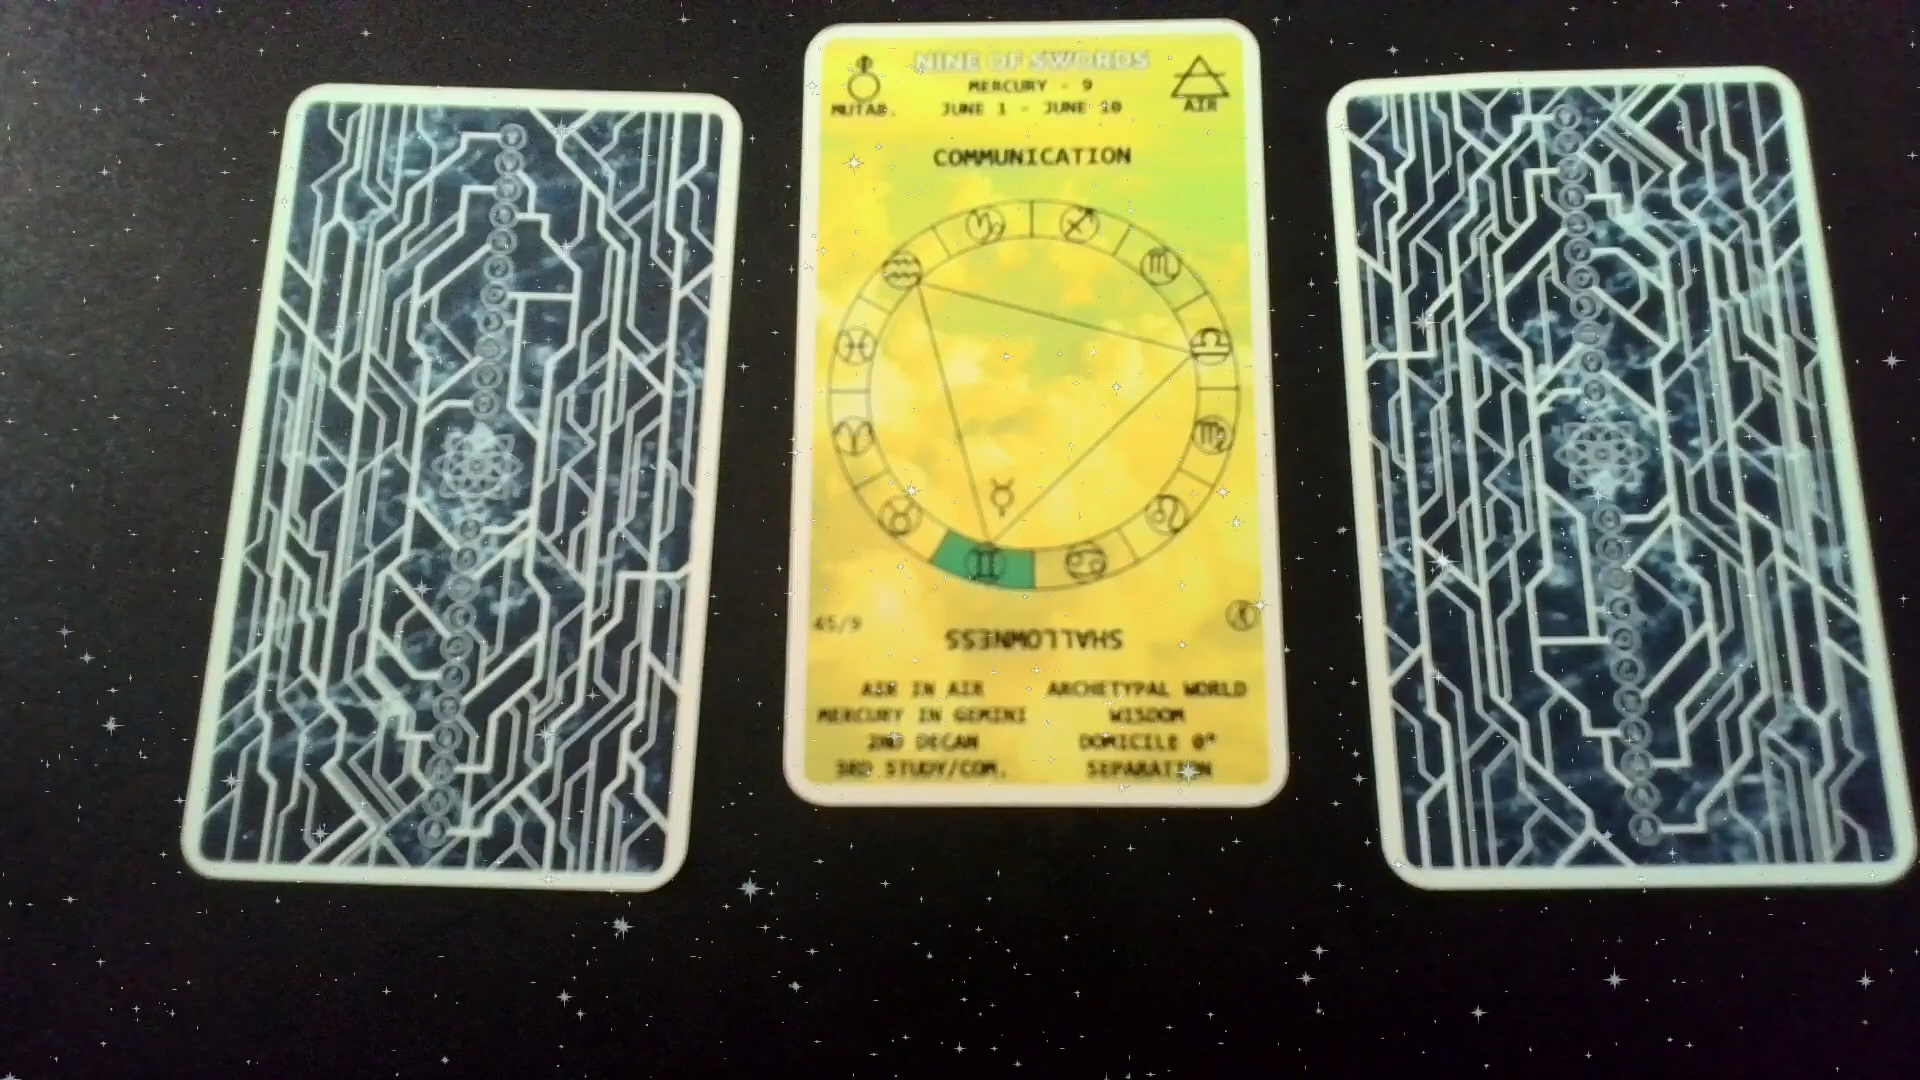 NINE OF SWORDS
MERCURY - 9
MUTAB.
JUNE 1 - JUNE 10
AIR
COMMUNICATION
45/9
SHALLOWNESS
AIR IN AIR
ARCHETYPAL WORLD
MERCURY IN GEMINI
WISDOM
2ND DECAN
DOMICILE 0°
3RD STUDY/COM.
SEPARATION